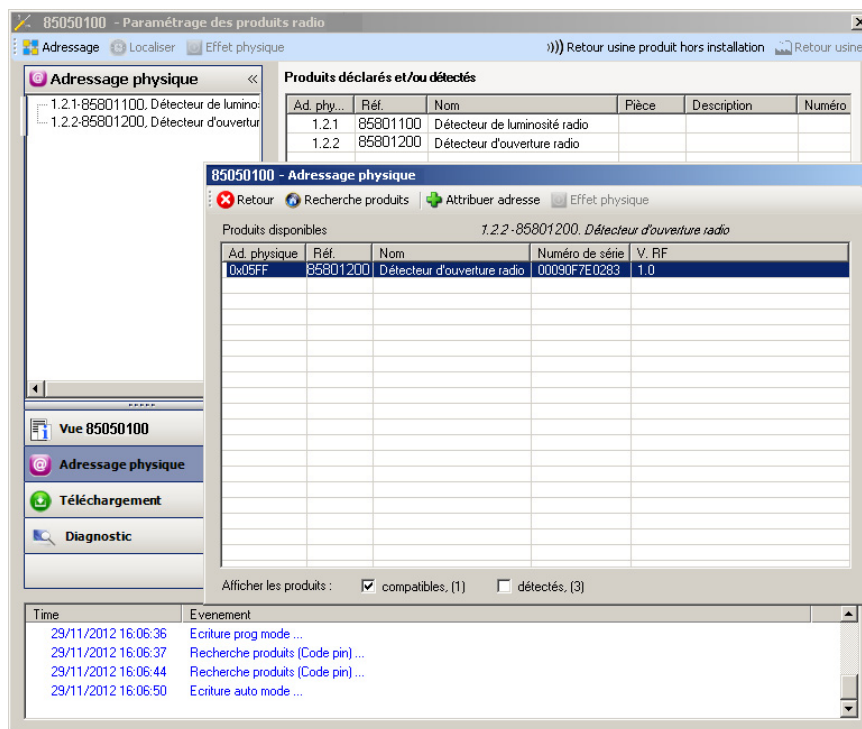 85050100 - Paramétrage des produits radio
Adressage Localiser Effet physique ))) Retour usine produit hors installation Retour usine
Adressage physique «
1.2.1-85801100, Détecteur de lumino:
1.2.2-85801200, Détecteur d'ouvertur
Produits déclarés et/ou détectés
Ad. phy... Réf. Nom Pièce Description Numéro
1.2.1 85801100 Détecteur de luminosité radio
1.2.2 85801200 Détecteur d'ouverture radio
85050100 - Adressage physique
Retour Recherche produits Attribuer adresse Effet physique
Produits disponibles 1.2.2 -85801200. Détecteur d'ouverture radio
Ad. physique Réf. Nom Numéro de série V. RF
0x05FF 85801200 Détecteur d'ouverture radio 00090F7E0283 1.0
Vue 85050100
Adressage physique
Téléchargement
Diagnostic
Afficher les produits : compatibles, (1) détectés, (3)
Time Evenement
29/11/2012 16:06:36 Ecriture prog mode ...
29/11/2012 16:06:37 Recherche produits (Code pin) ...
29/11/2012 16:06:44 Recherche produits (Code pin) ...
29/11/2012 16:06:50 Ecriture auto mode ...